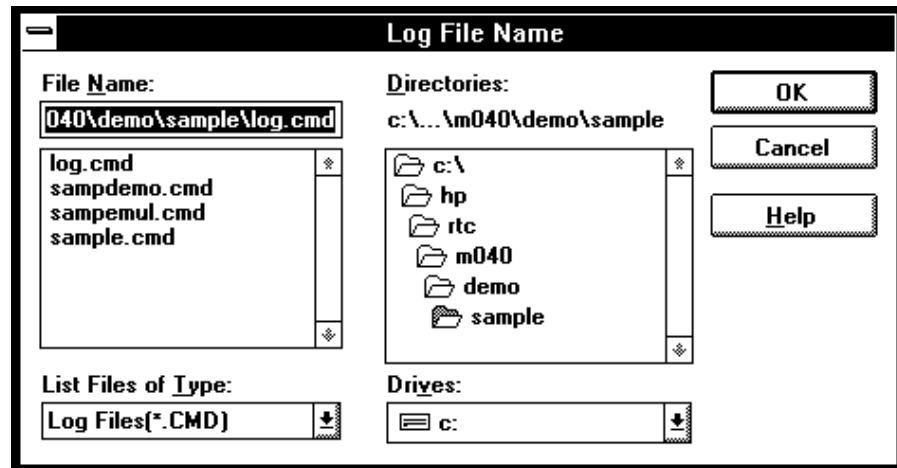 Log File Name
File Name:
040\demo\sample\log.cmd
log.cmd
sampdemo.cmd
sampemul.cmd
sample.cmd
List Files of Type:
Log Files(*.CMD)
Directories:
c:\...\m040\demo\sample
c:\
hp
rtc
m040
demo
sample
Drives:
c:
OK
Cancel
Help